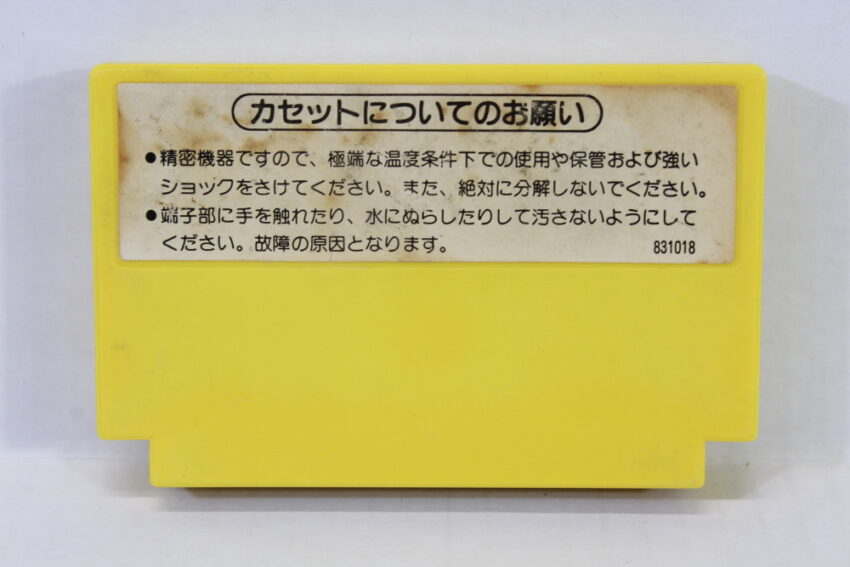 カセットについてのお願い
●精密機器ですので、極端な温度条件下での使用や保管および強い
ショックをさけてください。また、絶対に分解しないでください。
●端子部に手を触れたり、水にぬらしたりして汚さないようにして
ください。故障の原因となります。
831018